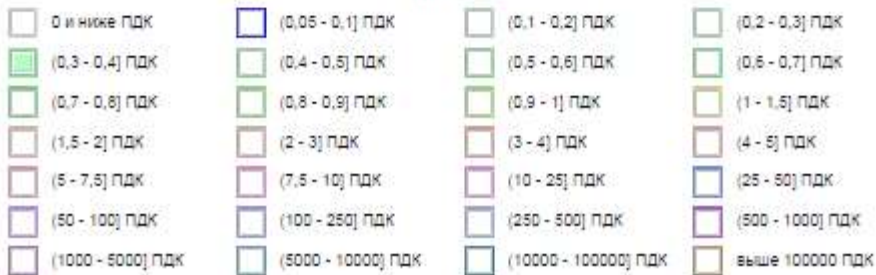 0 и ниже ПДК (0,05 - 0,1] ПДК (0,1 - 0,2] ПДК (0,2 - 0,3] ПДК
(0,3 - 0,4] ПДК (0,4 - 0,5] ПДК (0,5 - 0,6] ПДК (0,6 - 0,7] ПДК
(0,7 - 0,8] ПДК (0,8 - 0,9] ПДК (0,9 - 1] ПДК (1 - 1,5] ПДК
(1,5 - 2] ПДК (2 - 3] ПДК (3 - 4] ПДК (4 - 5] ПДК
(5 - 7,5] ПДК (7,5 - 10] ПДК (10 - 25] ПДК (25 - 50] ПДК
(50 - 100] ПДК (100 - 250] ПДК (250 - 500] ПДК (500 - 1000] ПДК
(1000 - 5000] ПДК (5000 - 10000] ПДК (10000 - 100000] ПДК выше 100000 ПДК